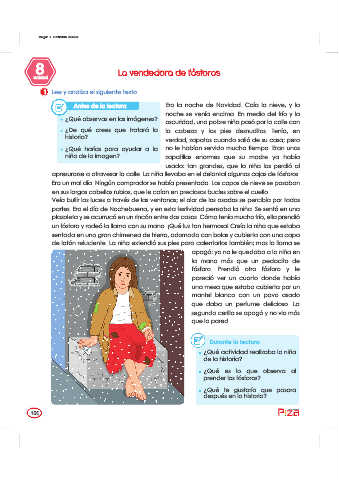 8
UNIDAD
La vendedora de fósforos
1 Lee y analiza el siguiente texto
Antes de la lectura
¿Qué observas en las imágenes?
¿De qué crees que tratará la
historia?
¿Qué harías para ayudar a la
niña de la imagen?
Era la noche de Navidad. Caía la nieve, y la
noche se venía encima. En medio del frío y la
oscuridad, una pobre niña pasó por la calle con
la cabeza y los pies desnuditos. Tenía, en
verdad, zapatos cuando salió de su casa; pero
no le habían servido mucho tiempo. Eran unas
zapatillas enormes que su madre ya había
usado: tan grandes, que la niña las perdió al
apresurarse a atravesar la calle. La niña llevaba en el delantal algunas cajas de fósforos.
Era un mal día. Ningún comprador se había presentado. Los copos de nieve se posaban
en sus largos cabellos rubios, que le caían en preciosos bucles sobre el cuello.
Veía bullir las luces a través de las ventanas; el olor de los asados se percibía por todas
partes. Era el día de Nochebuena, y en esta festividad pensaba la niña. Se sentó en una
plazoleta y se acurrucó en un rincón entre dos casas. Cómo tenía mucho frío, ella prendió
un fósforo y rodeó la llama con su mano. ¡Qué luz tan hermosa! Creía la niña que estaba
sentada en una gran chimenea de hierro, adornada con bolas y cubierta con una capa
de latón reluciente. La niña extendió sus pies para calentarlos también; mas la llama se
apagó: ya no le quedaba a la niña en
la mano más que un pedacito de
fósforo. Prendió otro fósforo y le
pareció ver un cuarto donde había
una mesa que estaba cubierta por un
mantel blanco con un pavo asado
que daba un perfume delicioso. La
segunda cerilla se apagó y no vio más
que la pared.
Durante la lectura
¿Qué actividad realizaba la niña
de la historia?
¿Qué es lo que observa al
prender los fósforos?
¿Qué te gustaría que pasara
después en la historia?